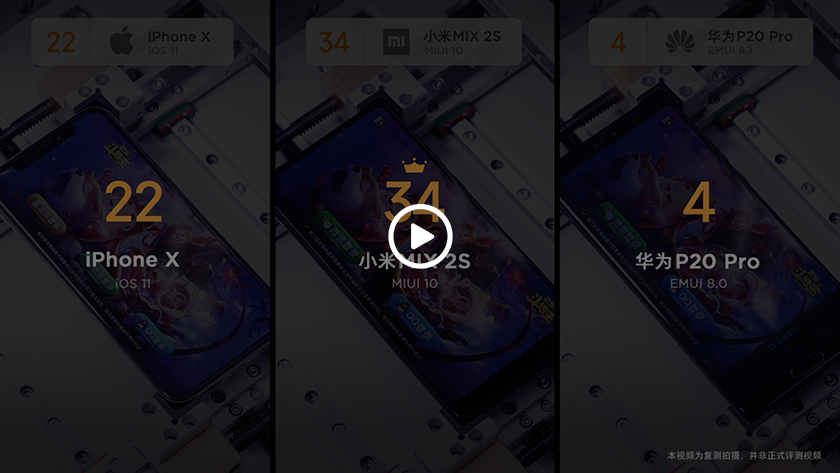 22
iPhone X
iOS 11
34
mi
小米MIX 2S
MIUI 10
4
华为P20 Pro
EMUI 8.1
22
iPhone X
iOS 11
34
小米MIX 2S
MIUI 10
4
华为P20 Pro
EMUI 8.0
本视频为复测拍摄，并非正式评测视频